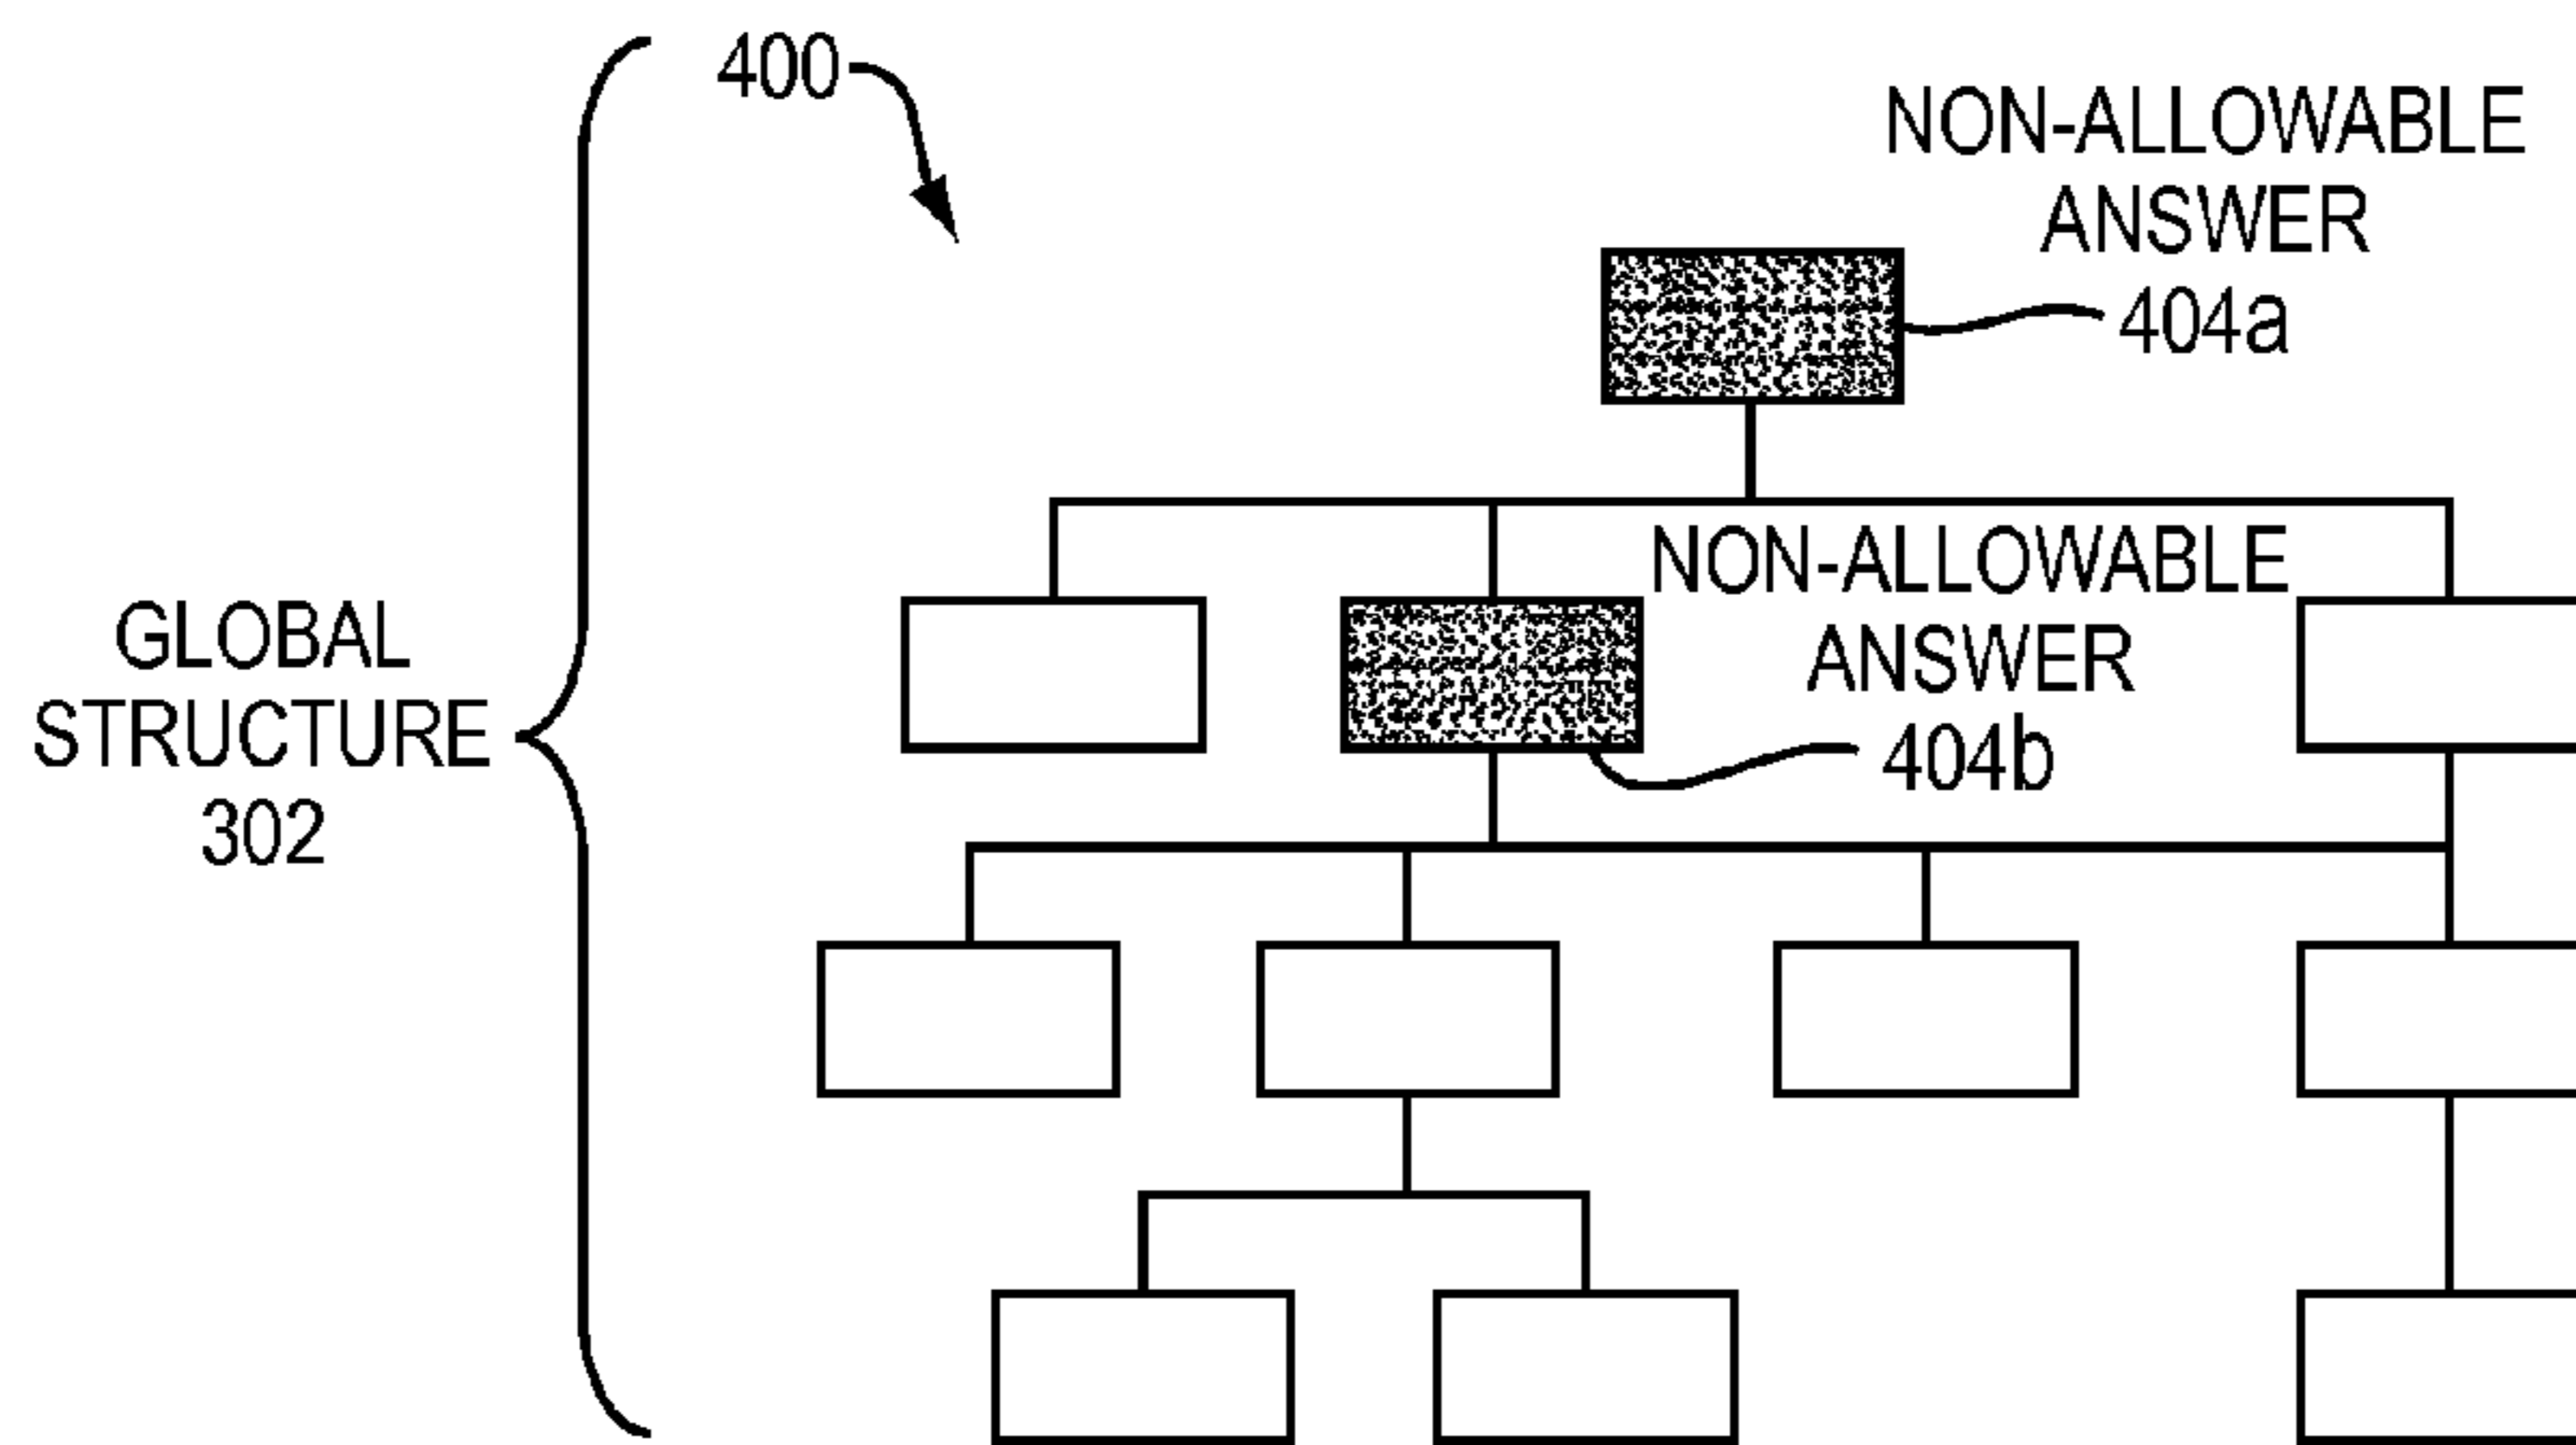 400
NON-ALLOWABLE
ANSWER
404a
NON-ALLOWABLE
ANSWER
404b
GLOBAL
STRUCTURE
302